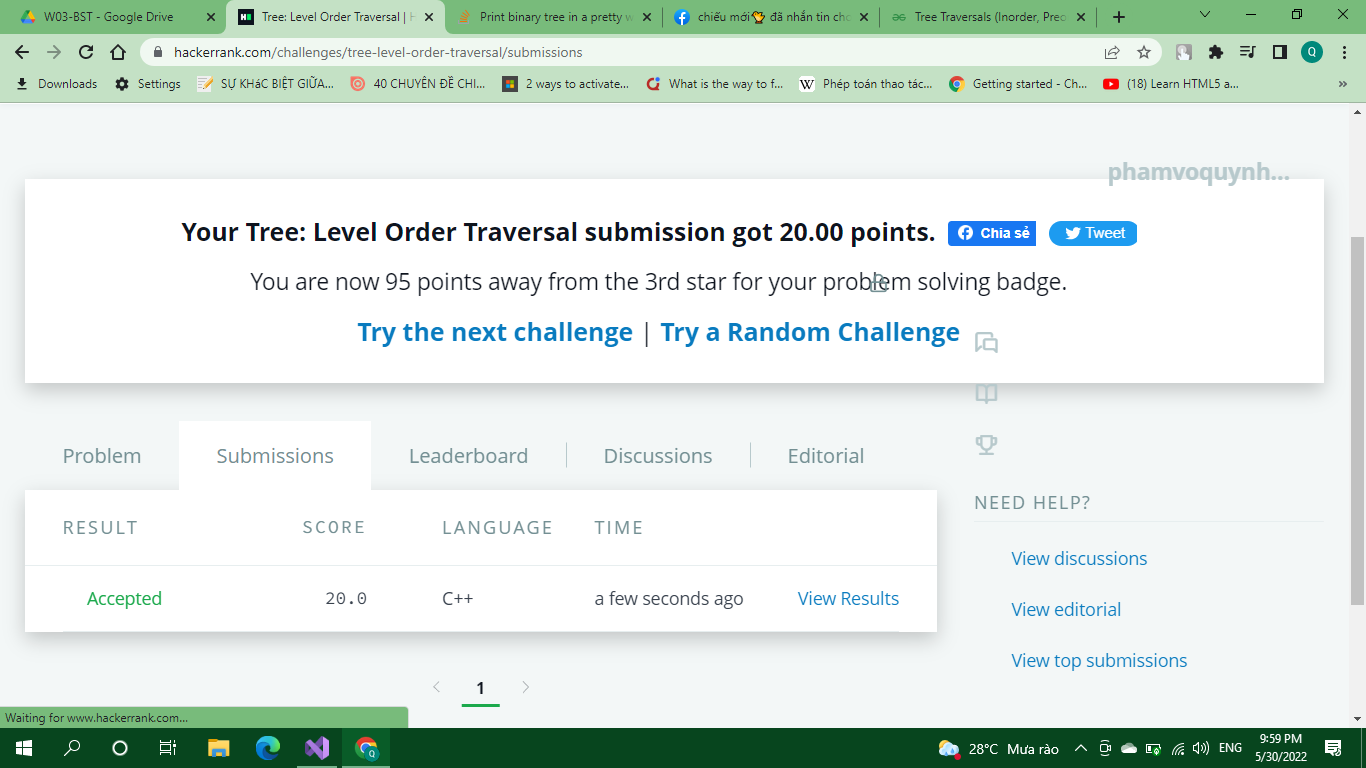 W03-BST - Google Drive
Tree: Level Order Traversal | H
Print binary tree in a pretty w
chiếu mới đã nhắn tin cho
Tree Traversals (Inorder, Preo
hackerrank.com/challenges/tree-level-order-traversal/submissions
Q
Downloads
Settings
SỰ KHáC BIỆT GIỮA...
40 CHUYÊN ĐỀ CHI...
2 ways to activate...
What is the way to f...
W Phép toán thao tác...
Getting started - Ch...
(18) Learn HTML5 a...
»
phamvoquynh...
Your Tree: Level Order Traversal submission got 20.00 points.
Chia sẻ
Tweet
You are now 95 points away from the 3rd star for your problem solving badge.
Try the next challenge | Try a Random Challenge
Problem
Submissions
Leaderboard
Discussions
Editorial
RESULT SCORE LANGUAGE TIME
Accepted 20.0 C++ a few seconds ago View Results
1
NEED HELP?
View discussions
View editorial
View top submissions
Waiting for www.hackerrank.com...
28°C Mưa rào
ENG
9:59 PM
5/30/2022